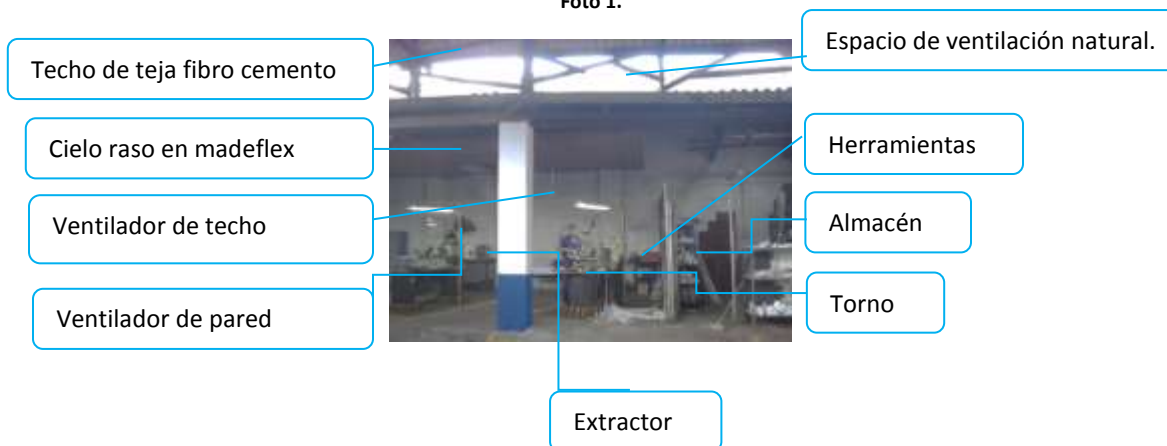 Foto 1.
Techo de teja fibro cemento
Espacio de ventilación natural.
Cielo raso en madeflex
Herramientas
Ventilador de techo
Almacén
Ventilador de pared
Torno
Extractor